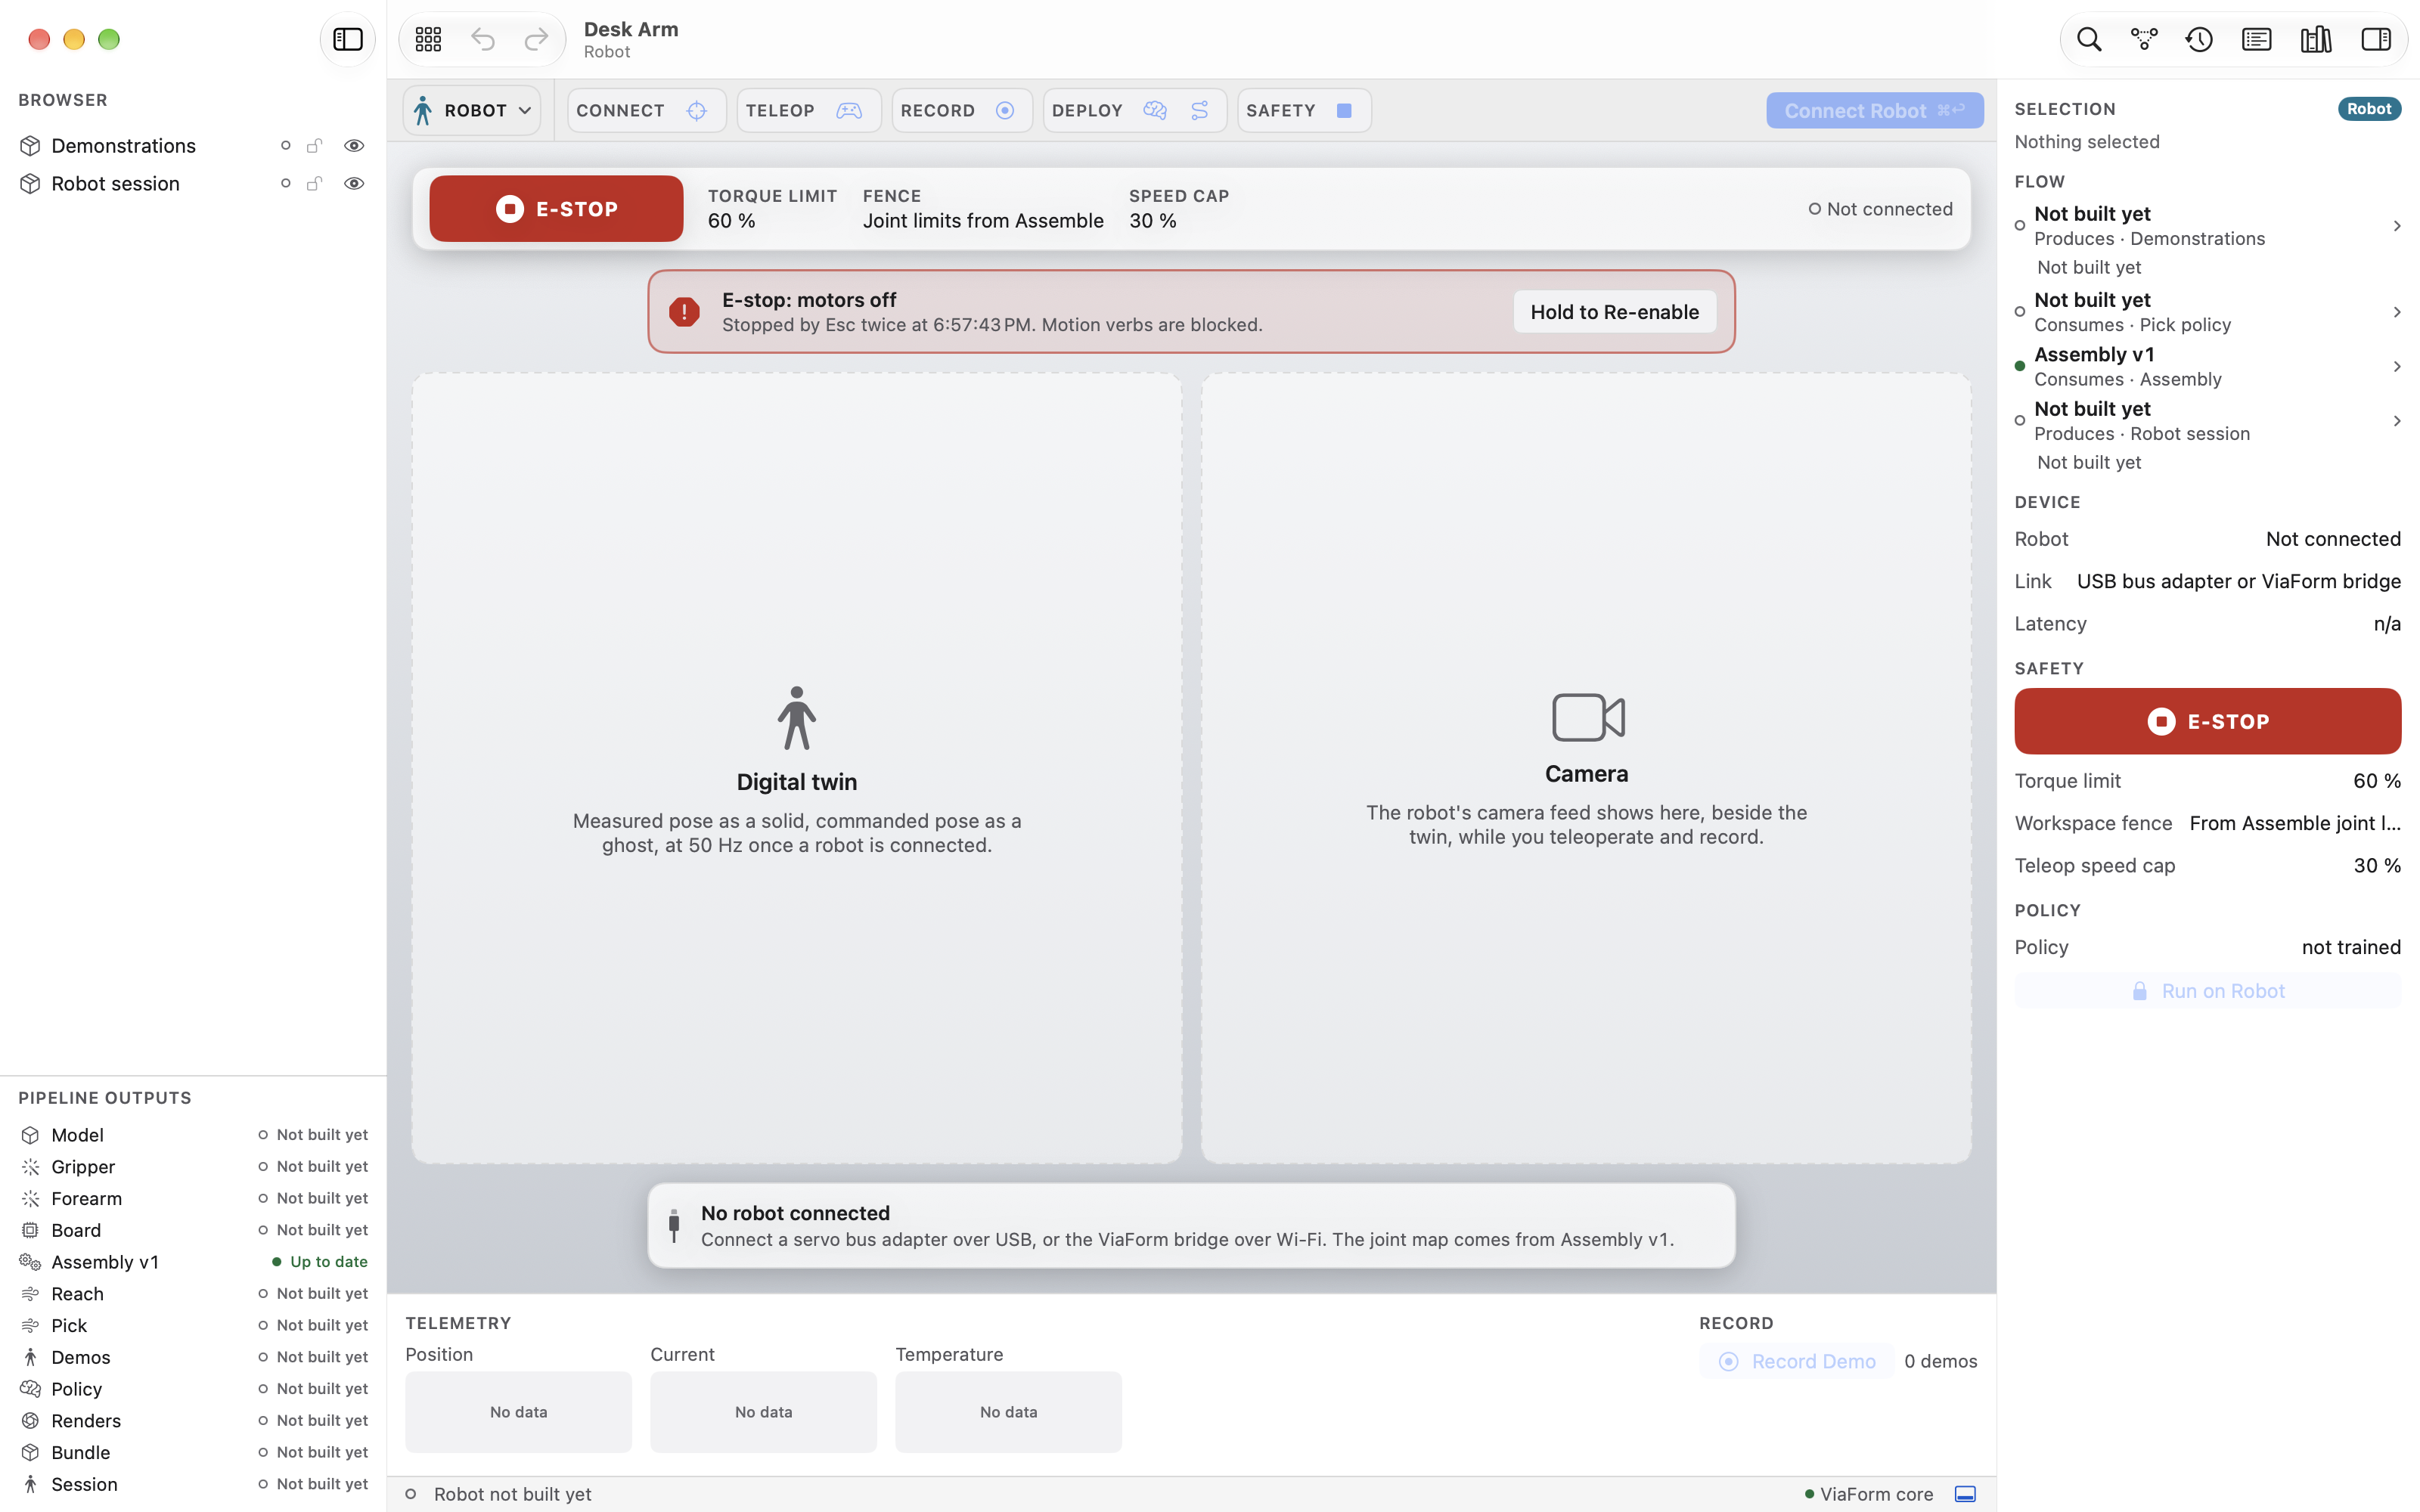 Desk Arm
Robot
BROWSER
Demonstrations
Robot session
ROBOT
CONNECT
TELEOP
RECORD
DEPLOY
SAFETY
Connect Robot ⌘↩
E-STOP
TORQUE LIMIT
60 %
FENCE
Joint limits from Assemble
SPEED CAP
30 %
Not connected
E-stop: motors off
Stopped by Esc twice at 6:57:43 PM. Motion verbs are blocked.
Hold to Re-enable
Digital twin
Measured pose as a solid, commanded pose as a
ghost, at 50 Hz once a robot is connected.
Camera
The robot's camera feed shows here, beside the
twin, while you teleoperate and record.
No robot connected
Connect a servo bus adapter over USB, or the ViaForm bridge over Wi-Fi. The joint map comes from Assembly v1.
PIPELINE OUTPUTS
Model Not built yet
Gripper Not built yet
Forearm Not built yet
Board Not built yet
Assembly v1 Up to date
Reach Not built yet
Pick Not built yet
Demos Not built yet
Policy Not built yet
Renders Not built yet
Bundle Not built yet
Session Not built yet
TELEMETRY
Position
No data
Current
No data
Temperature
No data
RECORD
Record Demo 0 demos
Robot not built yet
ViaForm core
SELECTION Robot
Nothing selected
FLOW
Not built yet
Produces · Demonstrations
Not built yet
Not built yet
Consumes · Pick policy
Assembly v1
Consumes · Assembly
Not built yet
Produces · Robot session
Not built yet
DEVICE
Robot Not connected
Link USB bus adapter or ViaForm bridge
Latency n/a
SAFETY
E-STOP
Torque limit 60 %
Workspace fence From Assemble joint l...
Teleop speed cap 30 %
POLICY
Policy not trained
Run on Robot